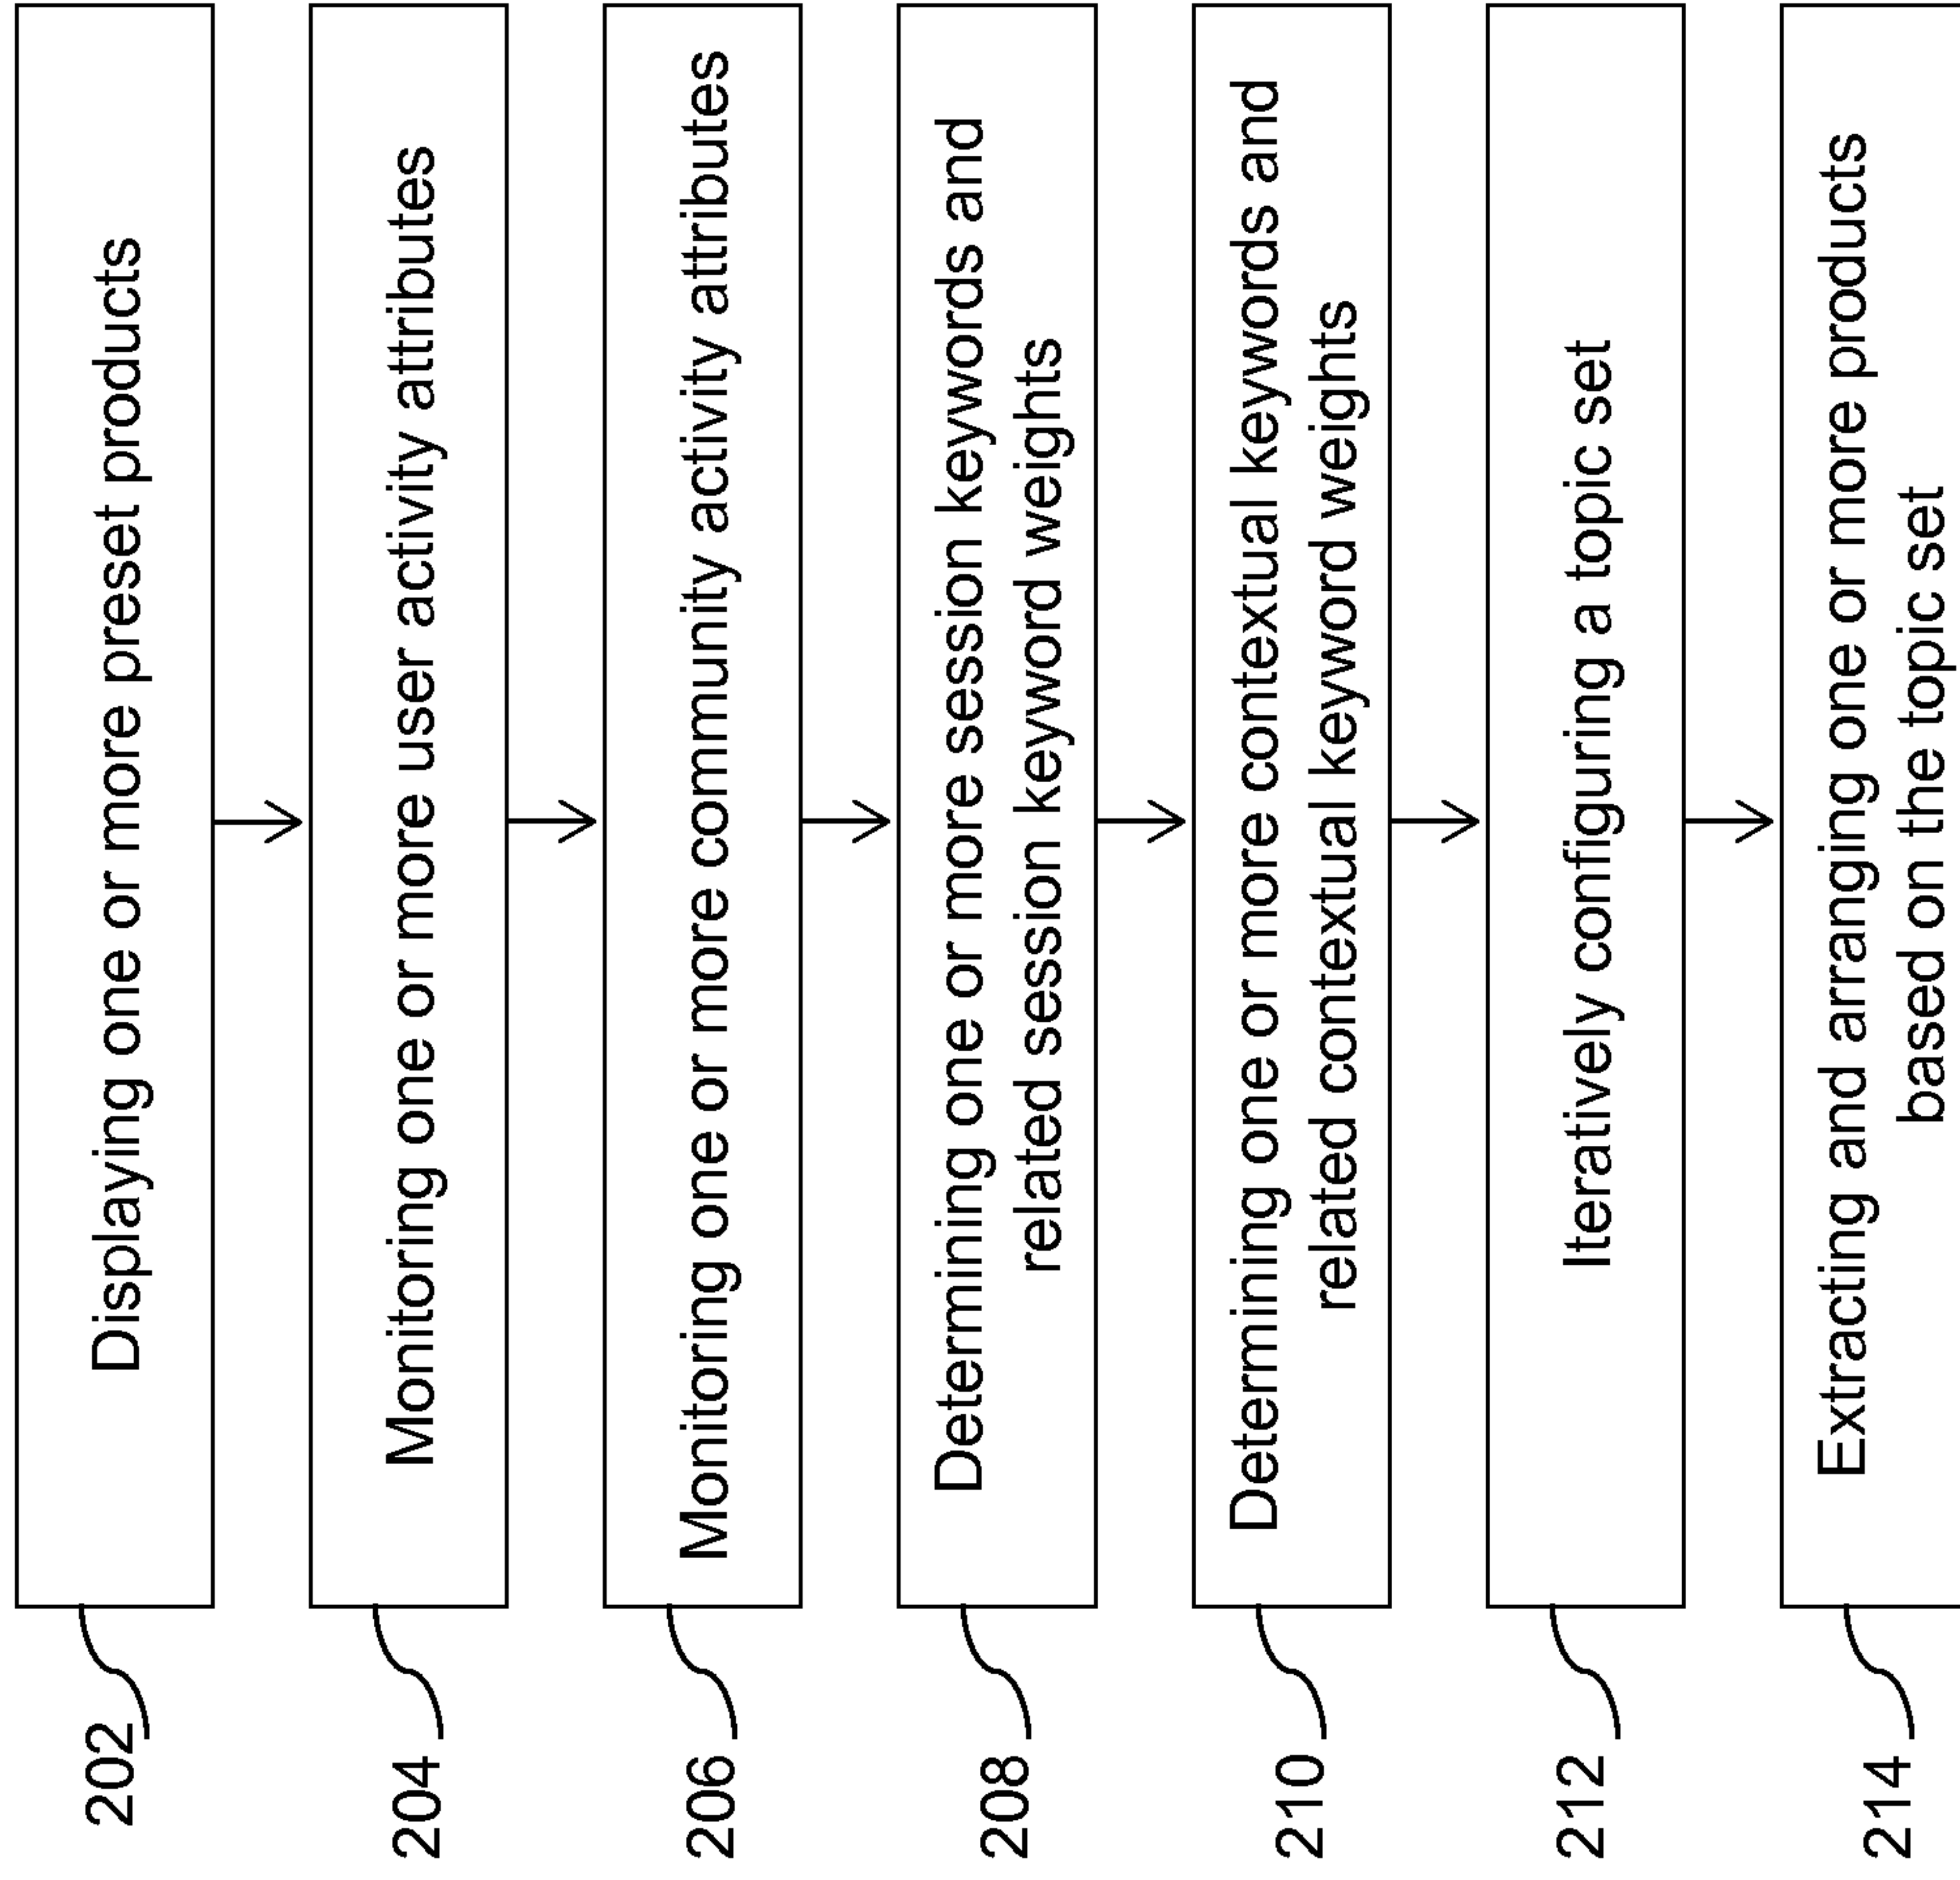 202
Displaying one or more preset products
204
Monitoring one or more user activity attributes
206
Monitoring one or more community activity attributes
208
Determining one or more session keywords and
related session keyword weights
210
Determining one or more contextual keywords and
related contextual keyword weights
212
Iteratively configuring a topic set
214
Extracting and arranging one or more products
based on the topic set